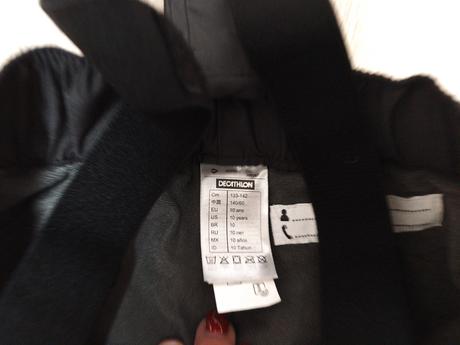 DECATHLON
Cm 133-142
中国 140/60
EU 10 ans
US 10 years
BR 10
RU 10 лет
MX 10 años
ID 10 Tahun